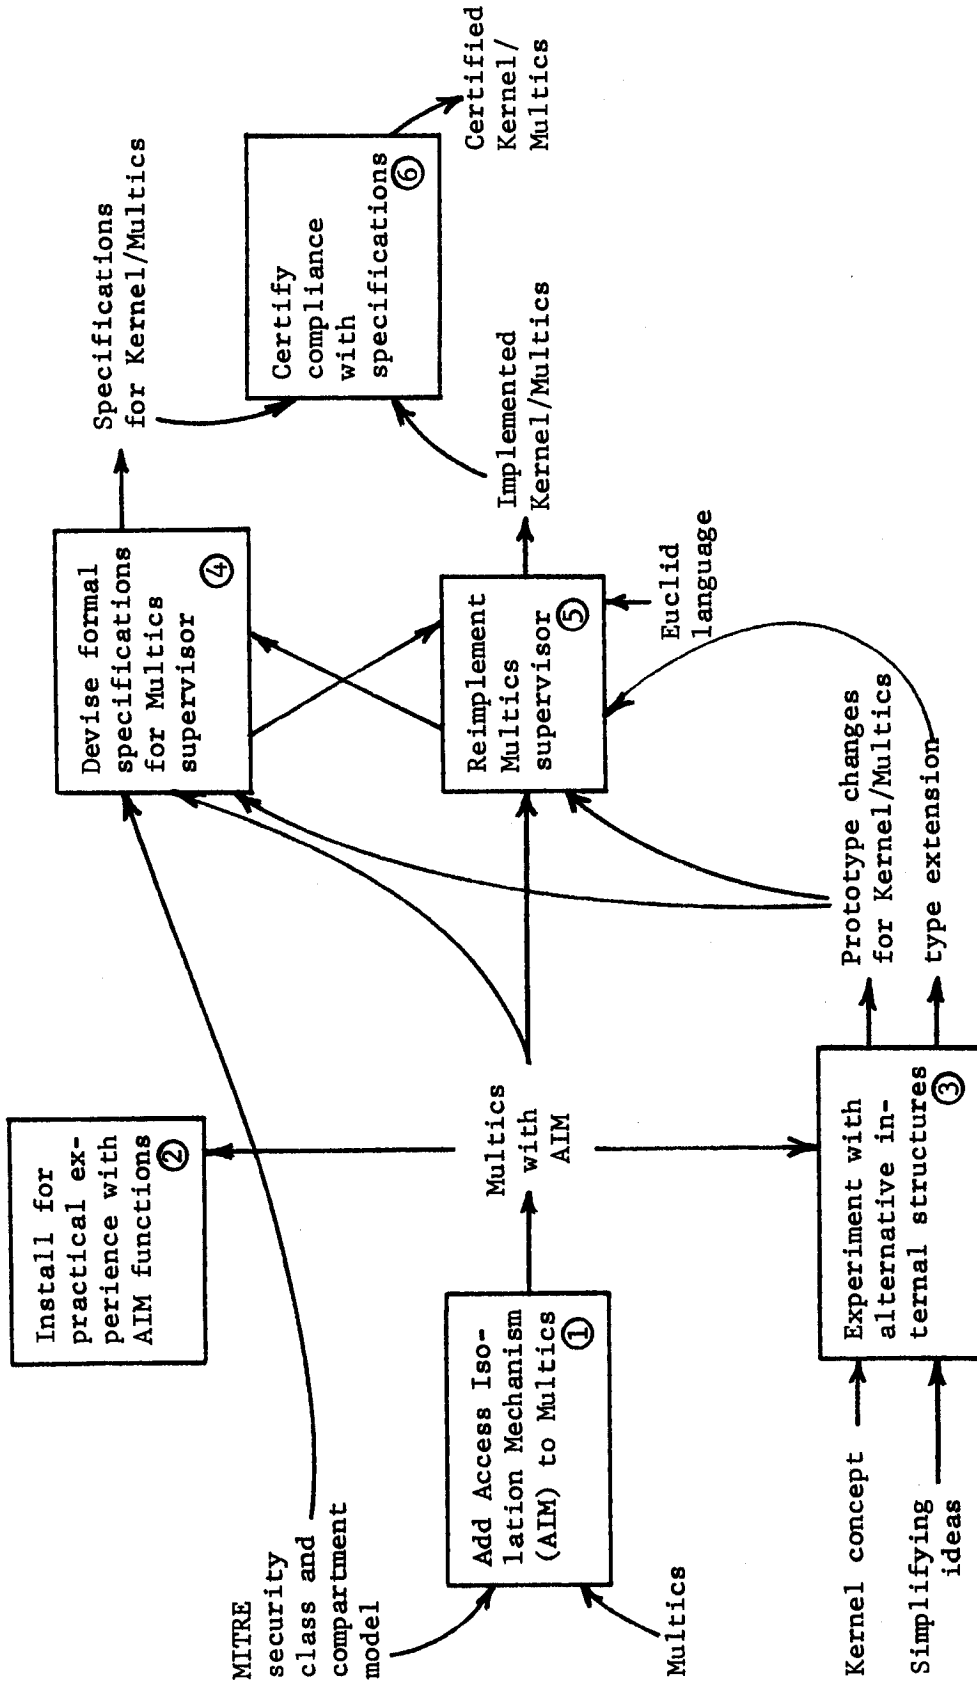 MITRE
security
class and
compartment
model
Multics
Add Access Iso-
lation Mechanism
(AIM) to Multics
1
Install for
practical ex-
perience with
AIM functions
2
Multics
with
AIM
Kernel concept
Simplifying
ideas
Experiment with
alternative in-
ternal structures
3
Prototype changes
for Kernel/Multics
type extension
Devise formal
specifications
for Multics
supervisor
4
Reimplement
Multics
supervisor
5
Euclid
language
Specifications
for Kernel/Multics
Implemented
Kernel/Multics
Certify
compliance
with
specifications
6
Certified
Kernel/
Multics